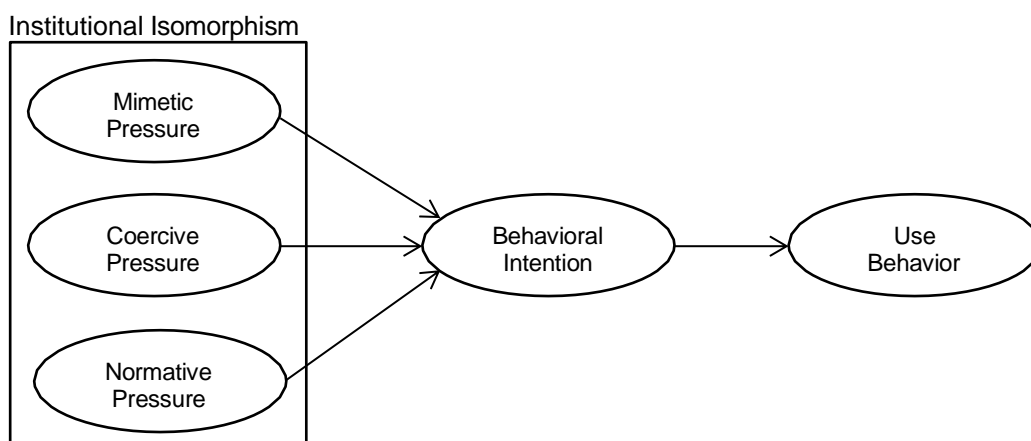 Institutional Isomorphism
Mimetic
Pressure
Coercive
Pressure
Normative
Pressure
Behavioral
Intention
Use
Behavior